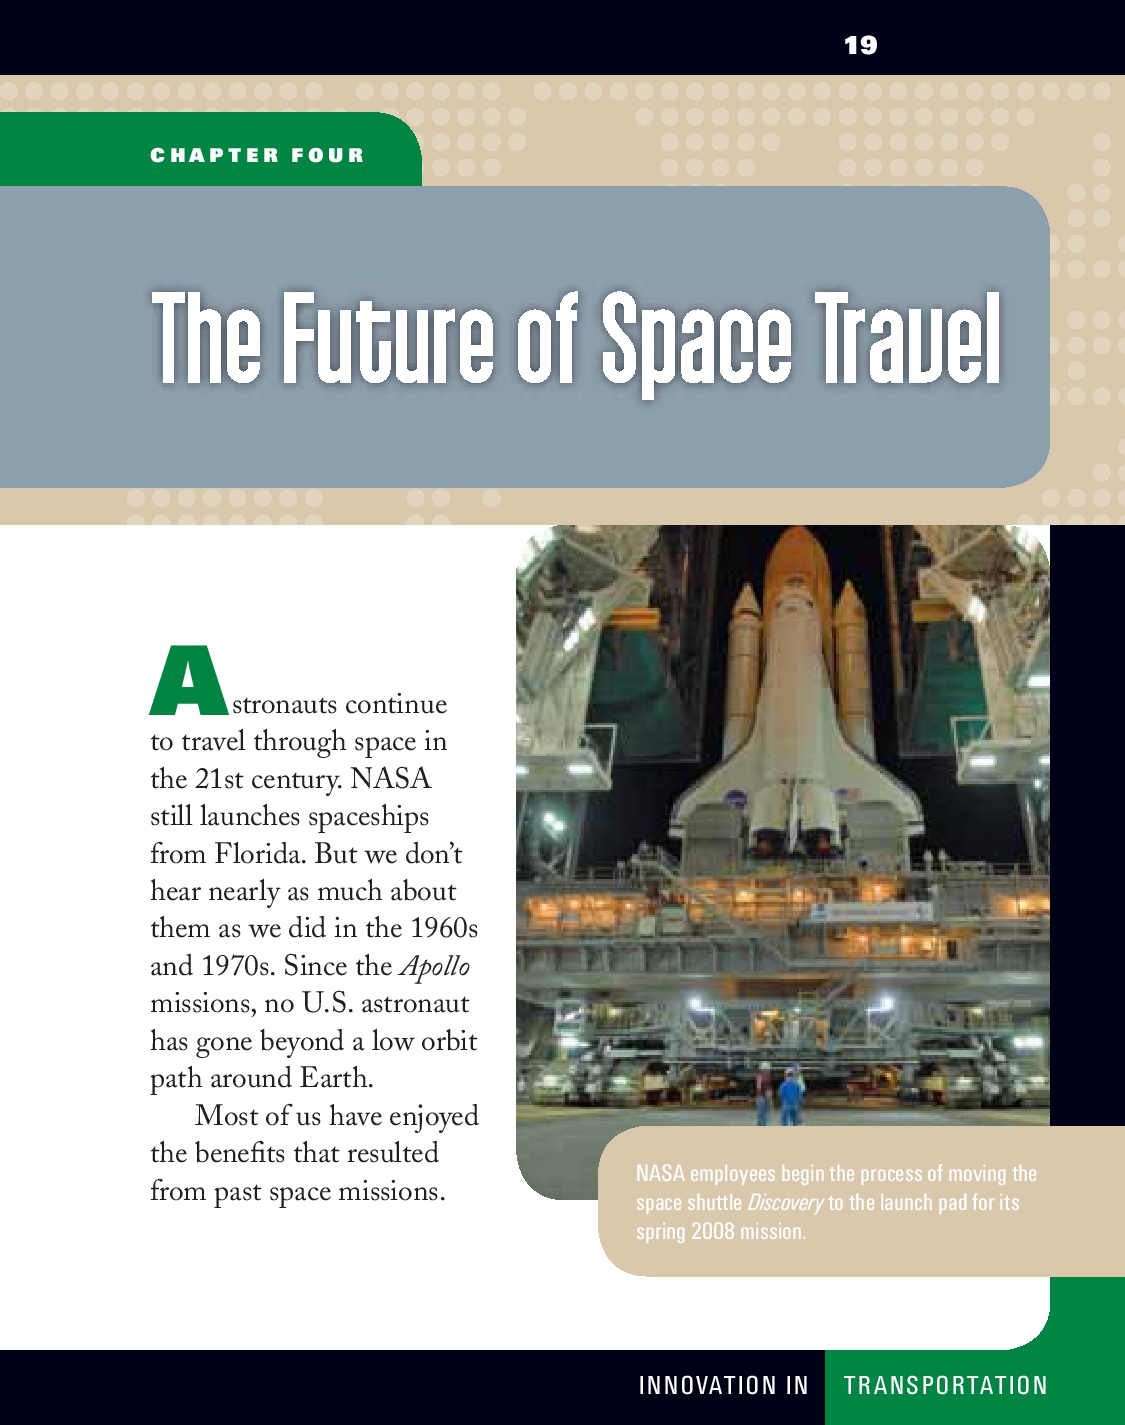 19
CHAPTER FOUR
The Future of Space Travel
Astronauts continue
to travel through space in
the 21st century. NASA
still launches spaceships
from Florida. But we don’t
hear nearly as much about
them as we did in the 1960s
and 1970s. Since the Apollo
missions, no U.S. astronaut
has gone beyond a low orbit
path around Earth.
Most of us have enjoyed
the benefits that resulted
from past space missions.
NASA employees begin the process of moving the
space shuttle Discovery to the launch pad for its
spring 2008 mission.
INNOVATION IN TRANSPORTATION